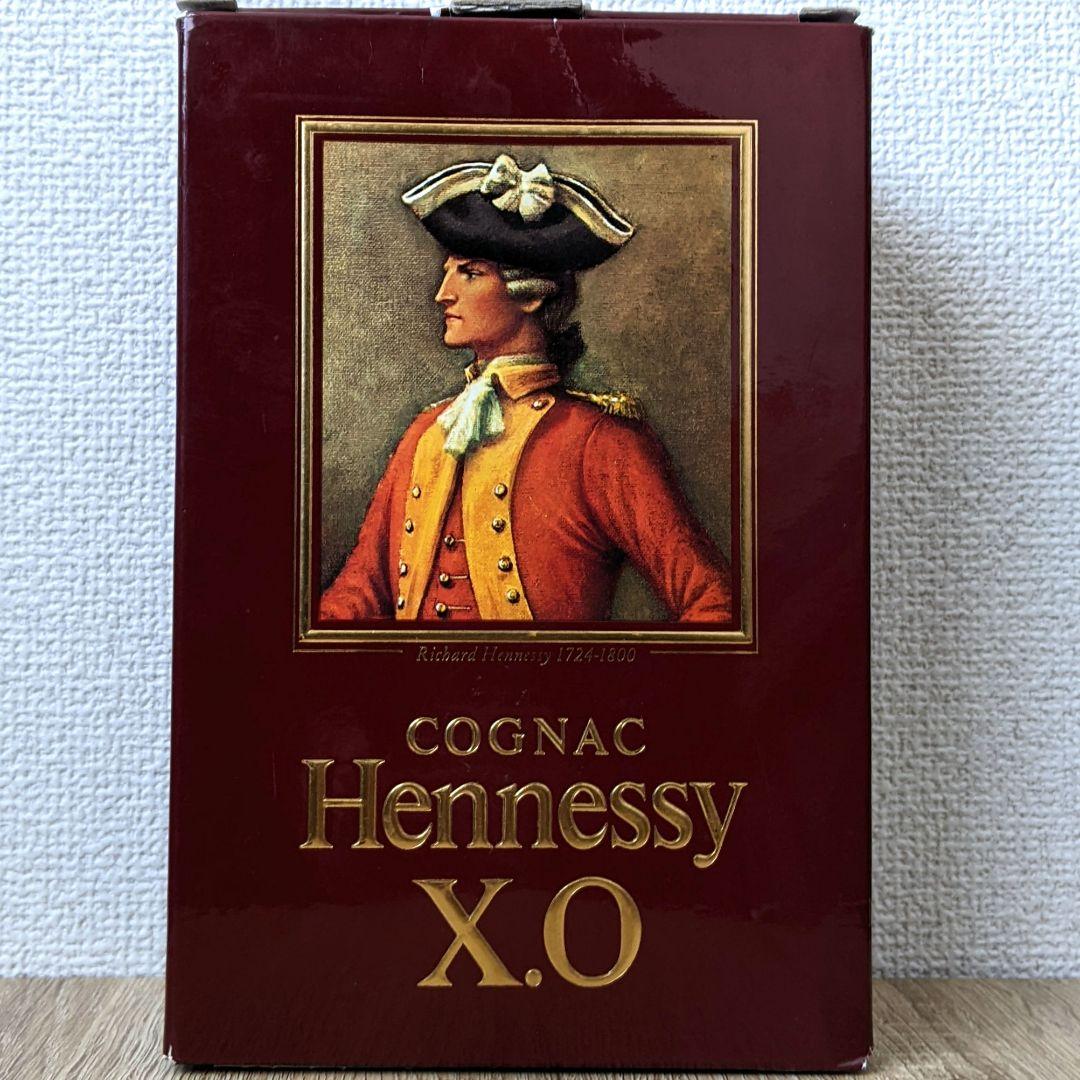 Richard Hennessy 1724-1800
COGNAC
Hennessy
X.O